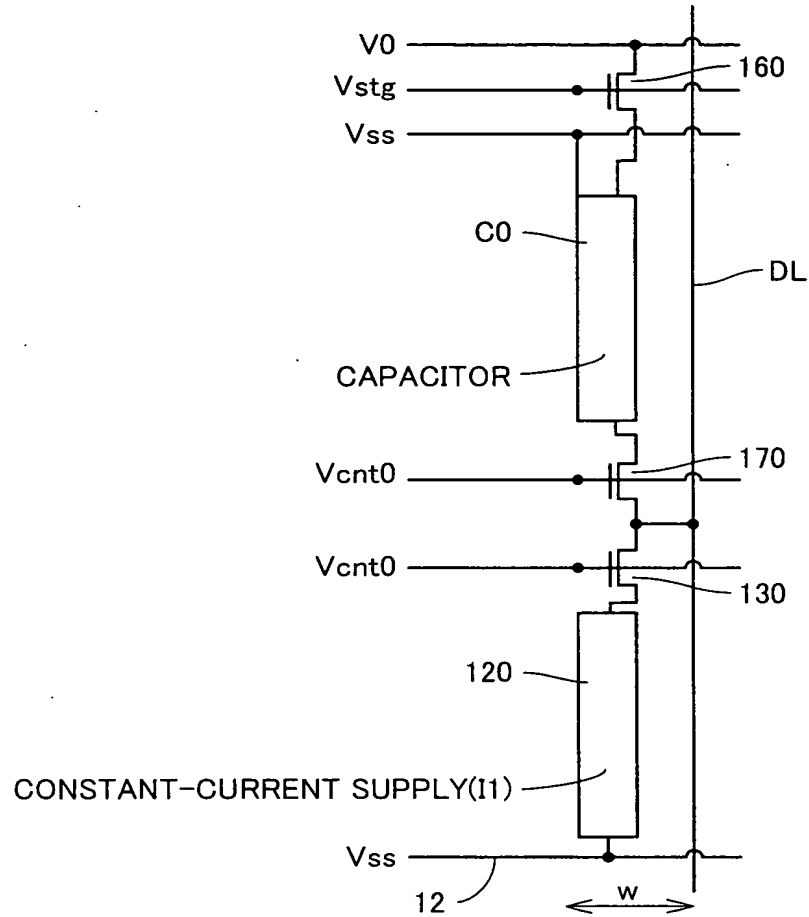 V0
160
Vstg
Vss
C0
DL
CAPACITOR
Vcnt0
170
Vcnt0
130
120
CONSTANT-CURRENT SUPPLY(I1)
Vss
12
w